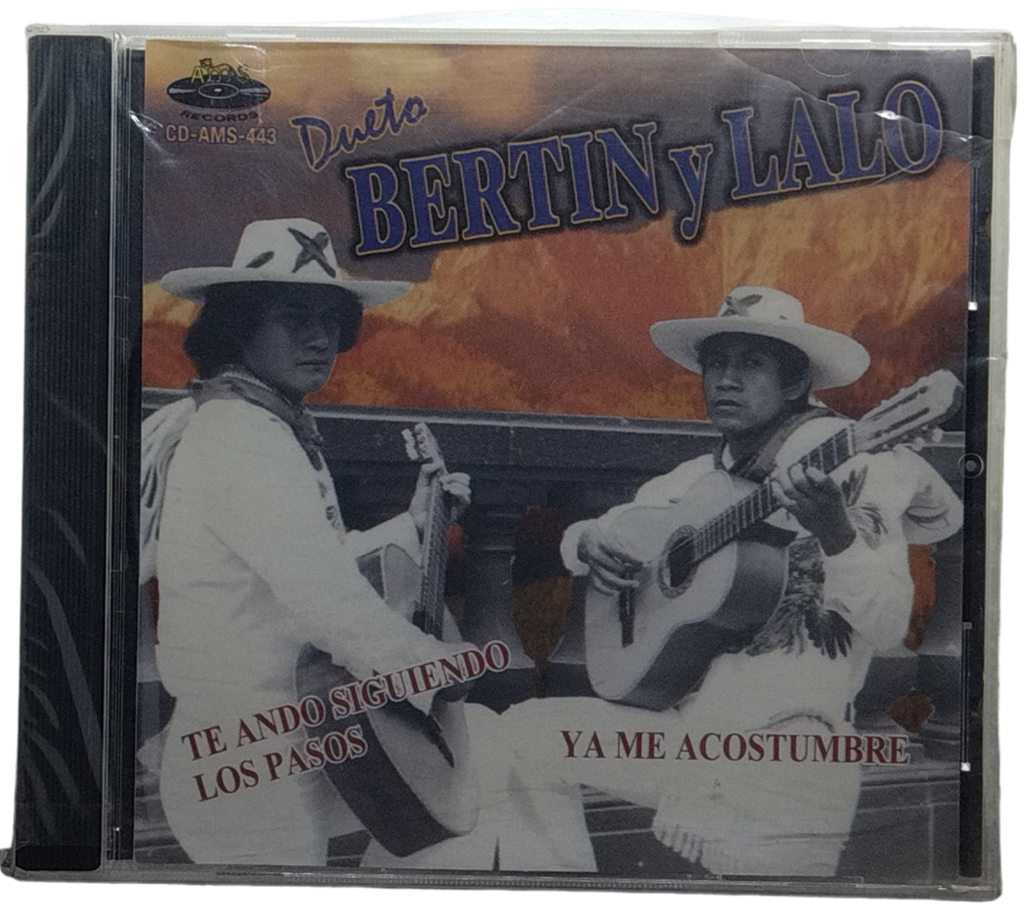 AMS
RECORDS
CD-AMS-443
Dueto
BERTIN y LALO
TE ANDO SIGUIENDO
LOS PASOS
YA ME ACOSTUMBRE